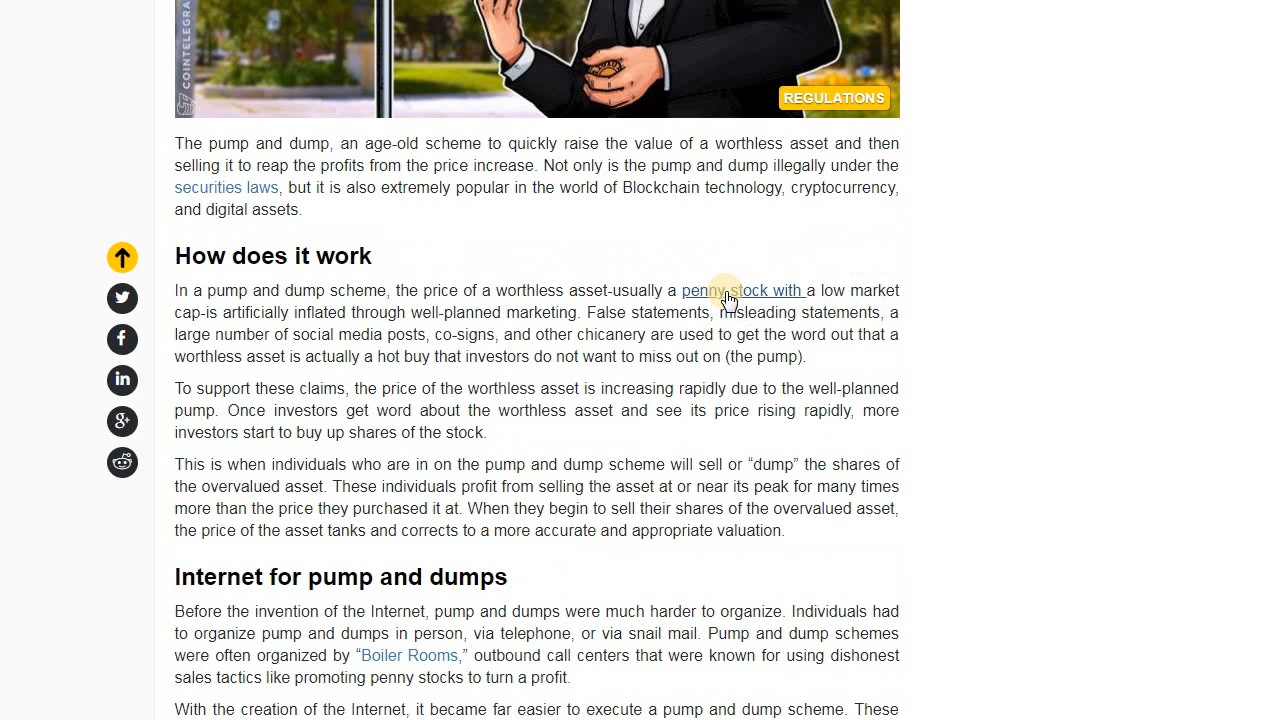 COINTELEGRA
REGULATIONS
The pump and dump, an age-old scheme to quickly raise the value of a worthless asset and then
selling it to reap the profits from the price increase. Not only is the pump and dump illegally under the
securities laws, but it is also extremely popular in the world of Blockchain technology, cryptocurrency,
and digital assets.
How does it work
In a pump and dump scheme, the price of a worthless asset-usually a penny stock with a low market
cap-is artificially inflated through well-planned marketing. False statements, misleading statements, a
large number of social media posts, co-signs, and other chicanery are used to get the word out that a
worthless asset is actually a hot buy that investors do not want to miss out on (the pump).
To support these claims, the price of the worthless asset is increasing rapidly due to the well-planned
pump. Once investors get word about the worthless asset and see its price rising rapidly, more
investors start to buy up shares of the stock.
This is when individuals who are in on the pump and dump scheme will sell or “dump” the shares of
the overvalued asset. These individuals profit from selling the asset at or near its peak for many times
more than the price they purchased it at. When they begin to sell their shares of the overvalued asset,
the price of the asset tanks and corrects to a more accurate and appropriate valuation.
Internet for pump and dumps
Before the invention of the Internet, pump and dumps were much harder to organize. Individuals had
to organize pump and dumps in person, via telephone, or via snail mail. Pump and dump schemes
were often organized by “Boiler Rooms,” outbound call centers that were known for using dishonest
sales tactics like promoting penny stocks to turn a profit.
With the creation of the Internet, it became far easier to execute a pump and dump scheme. These